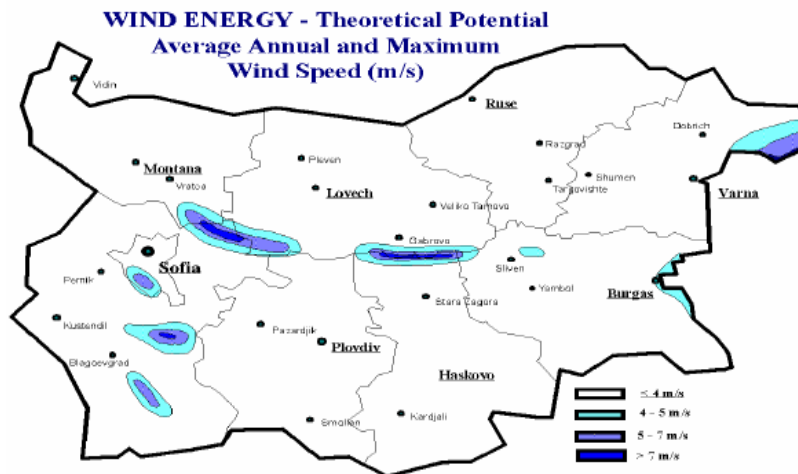 WIND ENERGY - Theoretical Potential
Average Annual and Maximum
Wind Speed (m/s)
Vidin
Ruse
Dobrich
Razgrad
Montana
Pleven
Vratca
Lovech
Shumen
Targovishte
Varna
Veliko Tarnovo
Gabrovo
Sofia
Sliven
Pernik
Yambol
Burgas
Stara Zagora
Kustendil
Pazardjik
Plovdiv
Blagoevgrad
Haskovo
Smolian
Kardjali
≤ 4 m/s
4 - 5 m/s
5 - 7 m/s
> 7 m/s